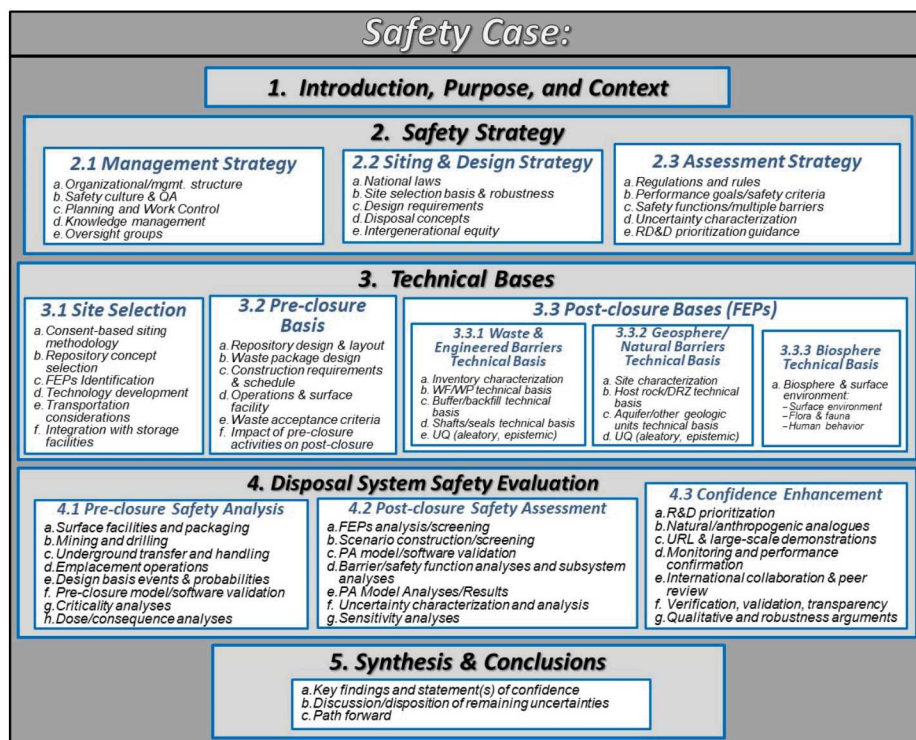 Safety Case:
1. Introduction, Purpose, and Context
2. Safety Strategy
2.1 Management Strategy
a. Organizational/mgmt. structure
b. Safety culture & QA
c. Planning and Work Control
d. Knowledge management
e. Oversight groups
2.2 Siting & Design Strategy
a. National laws
b. Site selection basis & robustness
c. Design requirements
d. Disposal concepts
e. Intergenerational equity
2.3 Assessment Strategy
a. Regulations and rules
b. Performance goals/safety criteria
c. Safety functions/multiple barriers
d. Uncertainty characterization
e. RD&D prioritization guidance
3. Technical Bases
3.1 Site Selection
a. Consent-based siting
methodology
b. Repository concept
selection
c. FEPs Identification
d. Technology development
e. Transportation
considerations
f. Integration with storage
facilities
3.2 Pre-closure
Basis
a. Repository design & layout
b. Waste package design
c. Construction requirements
& schedule
d. Operations & surface
facility
e. Waste acceptance criteria
f. Impact of pre-closure
activities on post-closure
3.3 Post-closure Bases (FEPs)
3.3.1 Waste &
Engineered Barriers
Technical Basis
a. Inventory characterization
b. WF/WP technical basis
c. Buffer/backfill technical
basis
d. Shafts/seals technical basis
e. UQ (aleatory, epistemic)
3.3.2 Geosphere/
Natural Barriers
Technical Basis
a. Site characterization
b. Host rock/DRZ technical
basis
c. Aquifer/other geologic
units technical basis
d. UQ (aleatory, epistemic)
3.3.3 Biosphere
Technical Basis
a. Biosphere & surface
environment:
– Surface environment
– Flora & fauna
– Human behavior
4. Disposal System Safety Evaluation
4.1 Pre-closure Safety Analysis
a. Surface facilities and packaging
b. Mining and drilling
c. Underground transfer and handling
d. Emplacement operations
e. Design basis events & probabilities
f. Pre-closure model/software validation
g. Criticality analyses
h. Dose/consequence analyses
4.2 Post-closure Safety Assessment
a. FEPs analysis/screening
b. Scenario construction/screening
c. PA model/software validation
d. Barrier/safety function analyses and subsystem
analyses
e. PA Model Analyses/Results
f. Uncertainty characterization and analysis
g. Sensitivity analyses
4.3 Confidence Enhancement
a. R&D prioritization
b. Natural/anthropogenic analogues
c. URL & large-scale demonstrations
d. Monitoring and performance
confirmation
e. International collaboration & peer
review
f. Verification, validation, transparency
g. Qualitative and robustness arguments
5. Synthesis & Conclusions
a. Key findings and statement(s) of confidence
b. Discussion/disposition of remaining uncertainties
c. Path forward